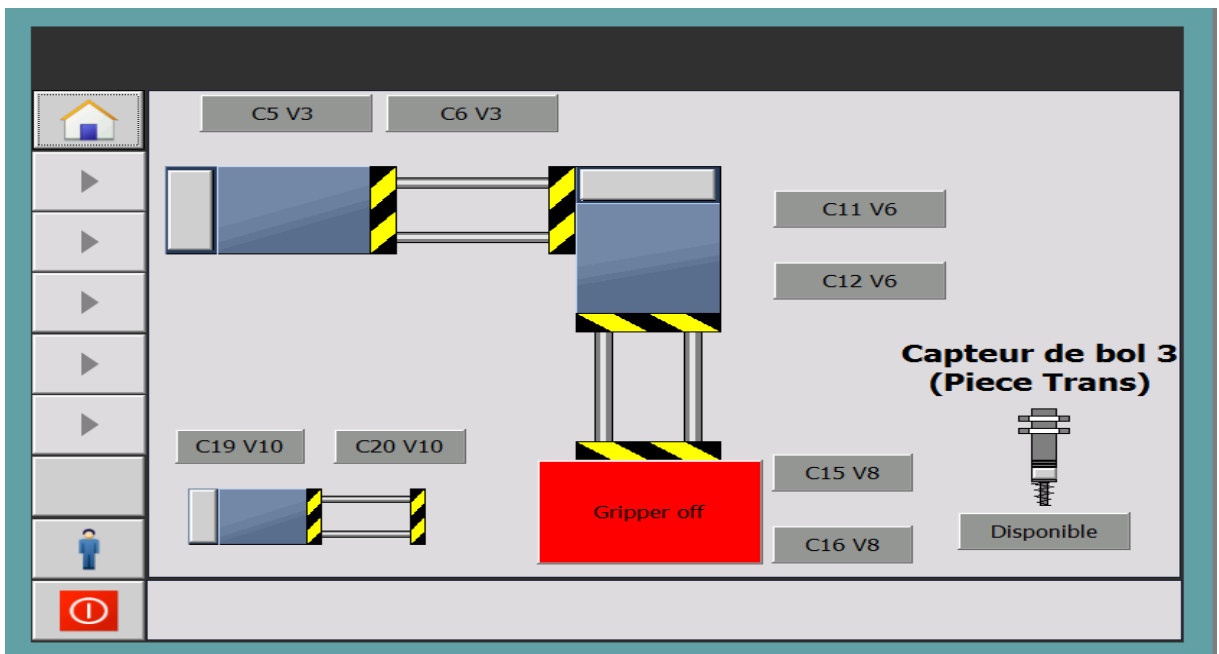 C5 V3
C6 V3
C11 V6
C12 V6
Capteur de bol 3
(Piece Trans)
C19 V10
C20 V10
Gripper off
C15 V8
C16 V8
Disponible